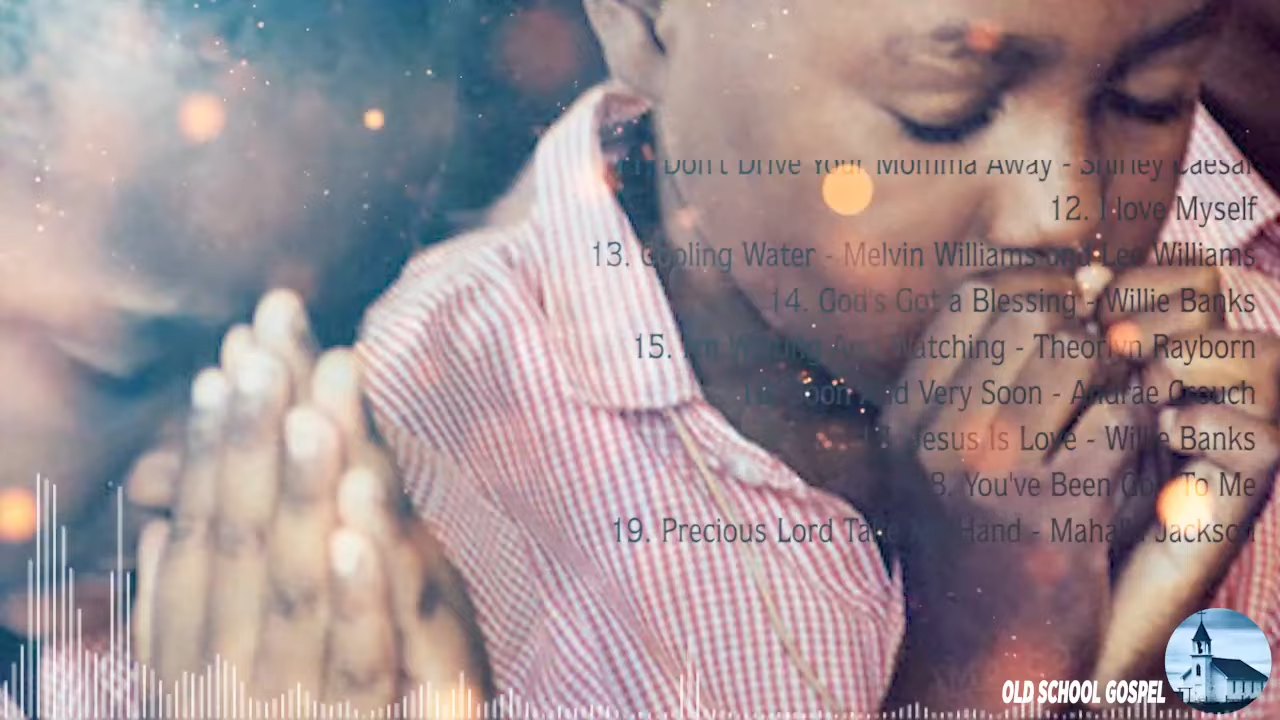 Don't Drive Your Momma Away - Shirley Caesar
12. I love Myself
13. Cooling Water - Melvin Williams and Lee Williams
14. God's Got a Blessing - Willie Banks
15. Am Waiting And Watching - Theorlyn Rayborn
Soon And Very Soon - Andrae Crouch
Jesus Is Love - Willie Banks
8. You've Been Good To Me
19. Precious Lord Take My Hand - Mahalia Jackson
OLD SCHOOL GOSPEL